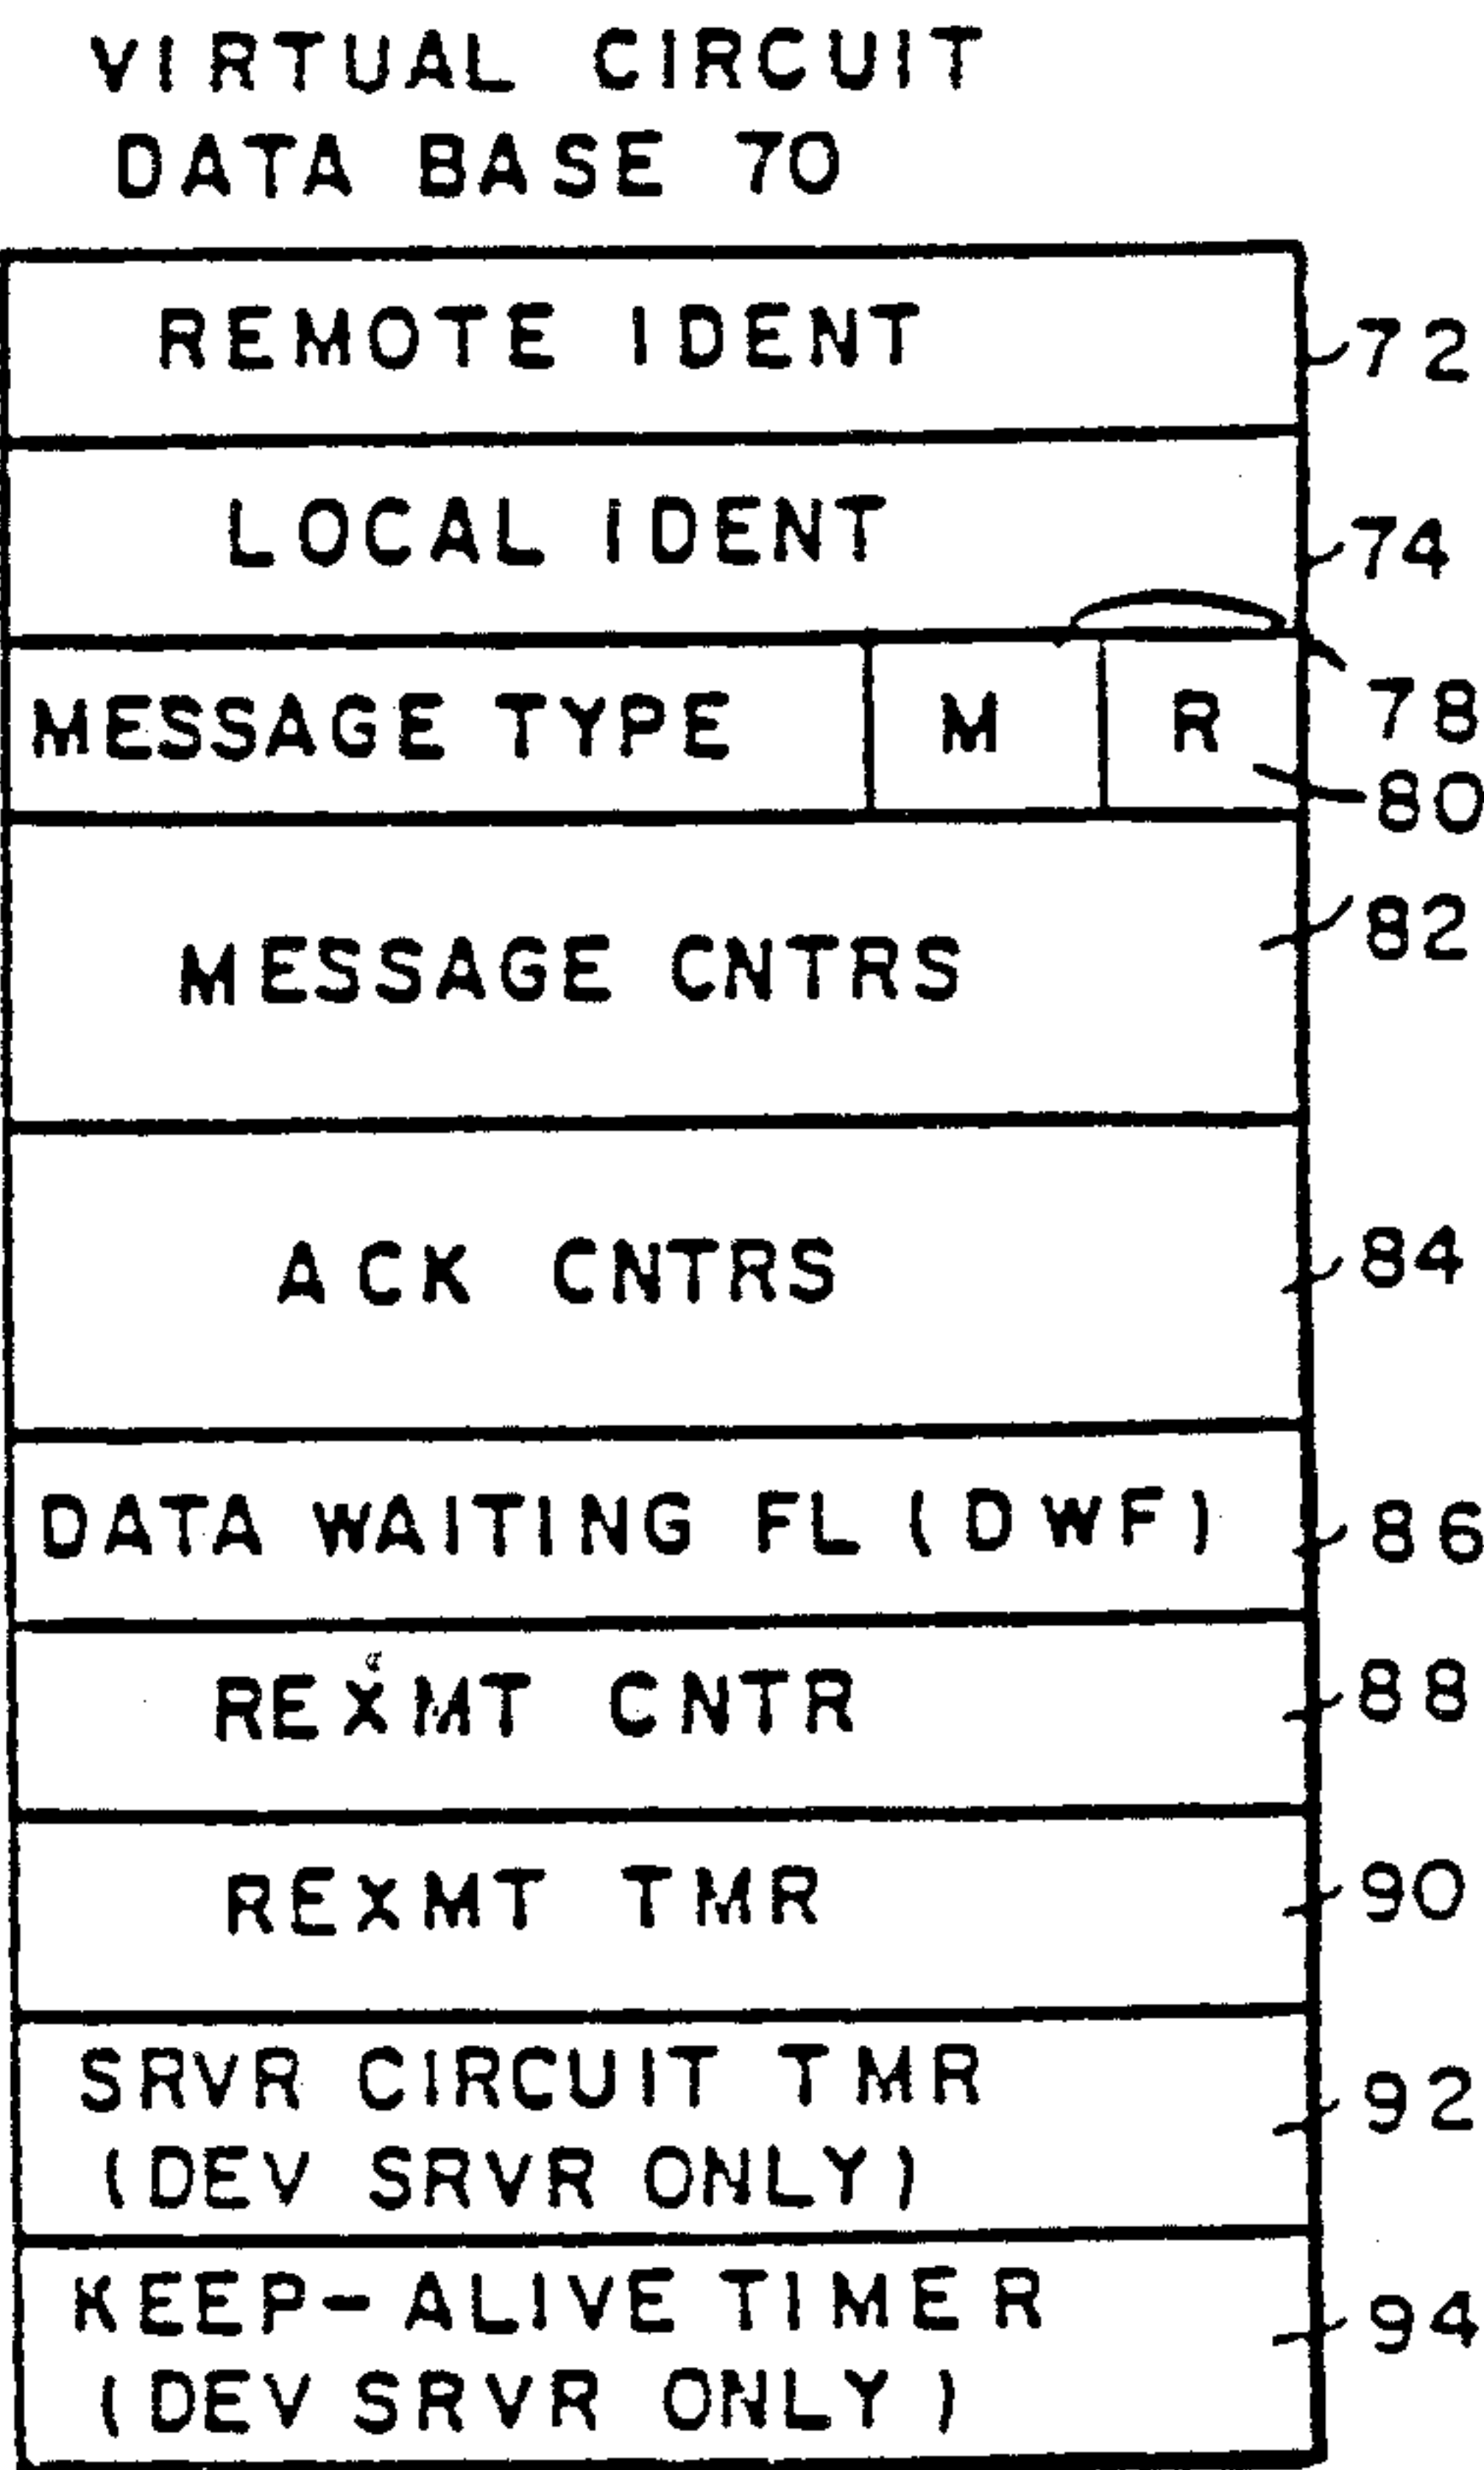 VIRTUAL CIRCUIT
DATA BASE 70
REMOTE IDENT 72
LOCAL IDENT 74
MESSAGE TYPE M R 78
80
MESSAGE CNTRS 82
ACK CNTRS 84
DATA WAITING FL (DWF) 86
REXMT CNTR 88
REXMT TMR 90
SRVR CIRCUIT TMR 92
(DEV SRVR ONLY)
KEEP-ALIVE TIMER 94
(DEV SRVR ONLY)